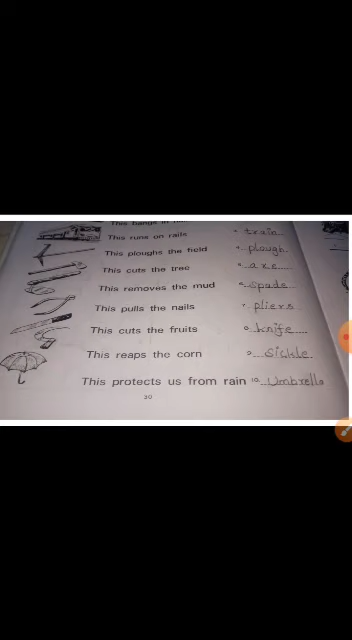 This runs on rails train
This ploughs the field plough
This cuts the tree axe
This removes the mud spade
This pulls the nails pliers
This cuts the fruits knife
This reaps the corn sickle
This protects us from rain 10 Umbrella
20